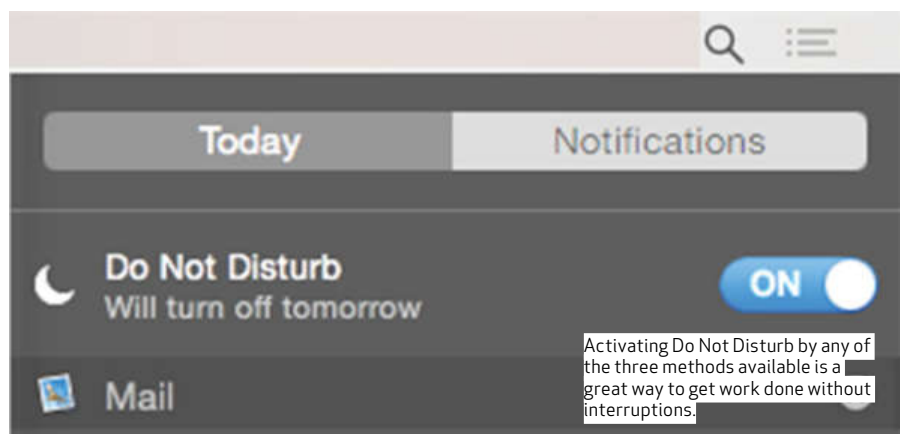 Today
Notifications
Do Not Disturb
ON
Will turn off tomorrow
Activating Do Not Disturb by any of
the three methods available is a
great way to get work done without
interruptions.
Mail